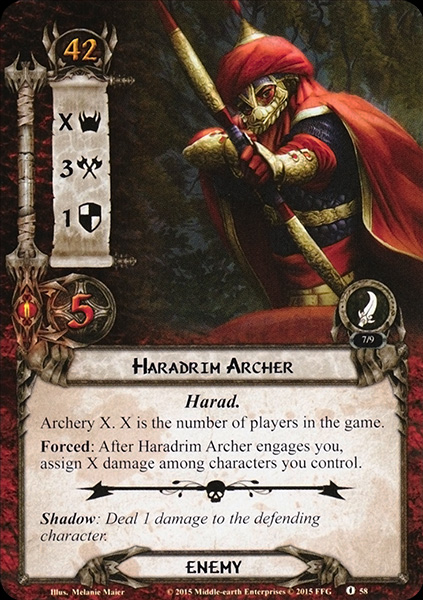 42
X
3
1
5
7/9
Haradrim Archer
Harad.
Archery X. X is the number of players in the game.
Forced: After Haradrim Archer engages you,
assign X damage among characters you control.
Shadow: Deal 1 damage to the defending
character.
ENEMY
Illus. Melanie Maier © 2015 Middle-earth Enterprises © 2015 FFG 58